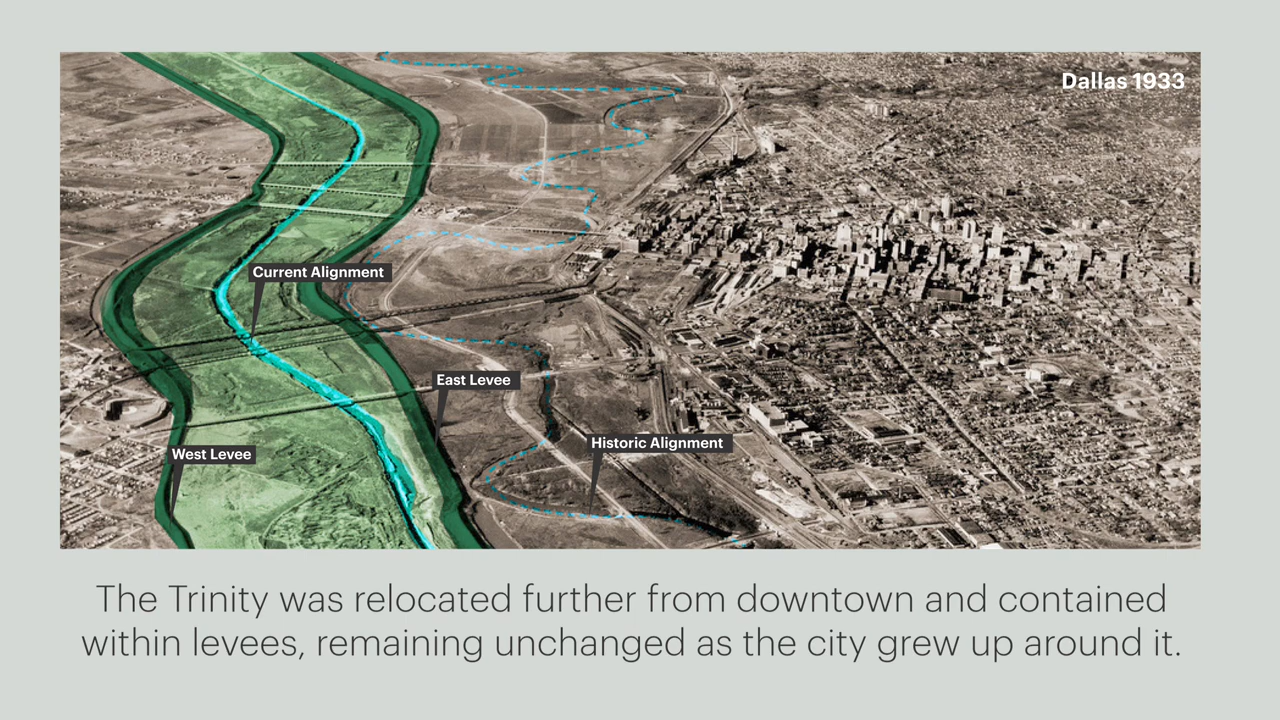 Dallas 1933
Current Alignment
East Levee
Historic Alignment
West Levee
The Trinity was relocated further from downtown and contained
within levees, remaining unchanged as the city grew up around it.